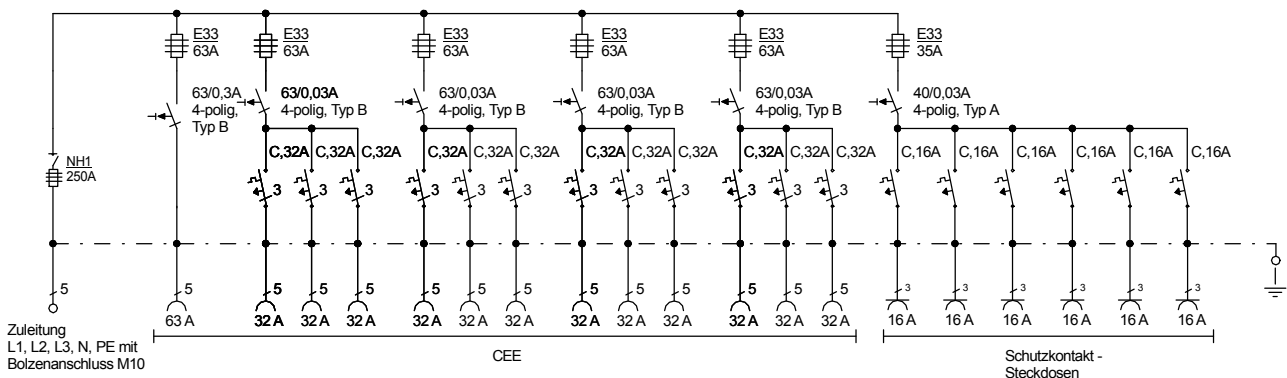 E33
63A
E33
63A
E33
63A
E33
63A
E33
63A
E33
35A
63/0,3A
4-polig,
Typ B
63/0,03A
4-polig, Typ B
63/0,03A
4-polig, Typ B
63/0,03A
4-polig, Typ B
63/0,03A
4-polig, Typ B
40/0,03A
4-polig, Typ A
NH1
250A
C,32A C,32A C,32A C,32A C,32A C,32A C,32A C,32A C,32A C,32A C,32A C,32A C,16A C,16A C,16A C,16A C,16A C,16A
3 3 3 3 3 3 3 3 3 3 3 3
5 5 5 5 5 5 5 5 5 5 5 5 5 5 3 3 3 3 3 3
63 A 32 A 32 A 32 A 32 A 32 A 32 A 32 A 32 A 32 A 32 A 32 A 32 A 16 A 16 A 16 A 16 A 16 A 16 A
Zuleitung
L1, L2, L3, N, PE mit
Bolzenanschluss M10
CEE
Schutzkontakt -
Steckdosen